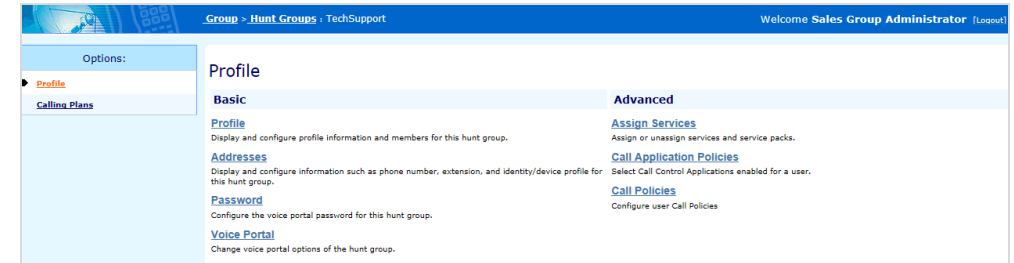 Group > Hunt Groups : TechSupport
Welcome Sales Group Administrator [Logout]
Options:
Profile
Calling Plans
Profile
Basic
Profile
Display and configure profile information and members for this hunt group.
Addresses
Display and configure information such as phone number, extension, and identity/device profile for
this hunt group.
Password
Configure the voice portal password for this hunt group.
Voice Portal
Change voice portal options of the hunt group.
Advanced
Assign Services
Assign or unassign services and service packs.
Call Application Policies
Select Call Control Applications enabled for a user.
Call Policies
Configure user Call Policies